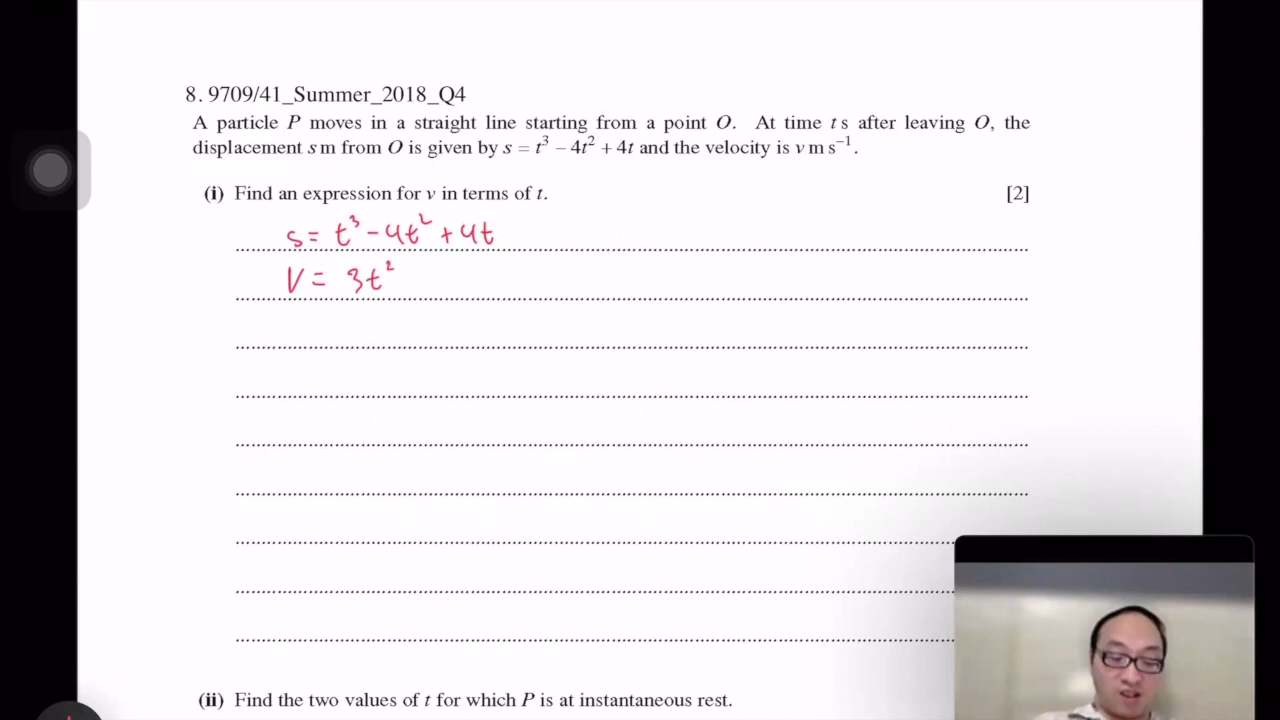 8. 9709/41_Summer_2018_Q4
A particle P moves in a straight line starting from a point O. At time t s after leaving O, the
displacement s m from O is given by s = t³ − 4t² + 4t and the velocity is v m s⁻¹.
(i) Find an expression for v in terms of t. [2]
s = t³ − 4t² + 4t
V = 3t²
(ii) Find the two values of t for which P is at instantaneous rest.